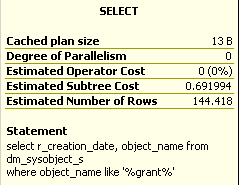 SELECT
Cached plan size 13 B
Degree of Parallelism 0
Estimated Operator Cost 0 (0%)
Estimated Subtree Cost 0.691994
Estimated Number of Rows 144.418
Statement
select r_creation_date, object_name from
dm_sysobject_s
where object_name like '%grant%'